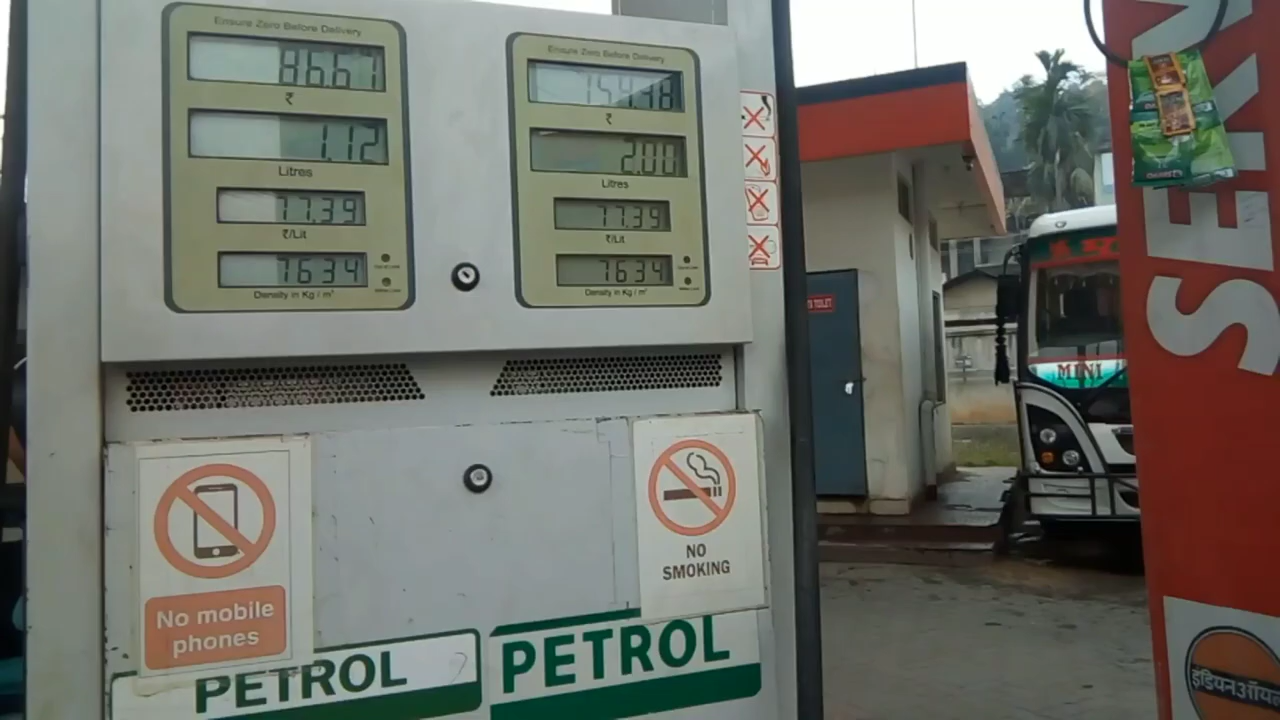 Ensure Zero Before Delivery
86.67
₹
1.12
Litres
77.39
₹/Lit
763.4
Density in Kg / m³
Ensure Zero Before Delivery
₹
2.00
Litres
77.39
₹/Lit
763.4
Density in Kg / m³
TOILET
MINI
SERV
No mobile
phones
NO
SMOKING
PETROL
PETROL
इंडियनऑयल